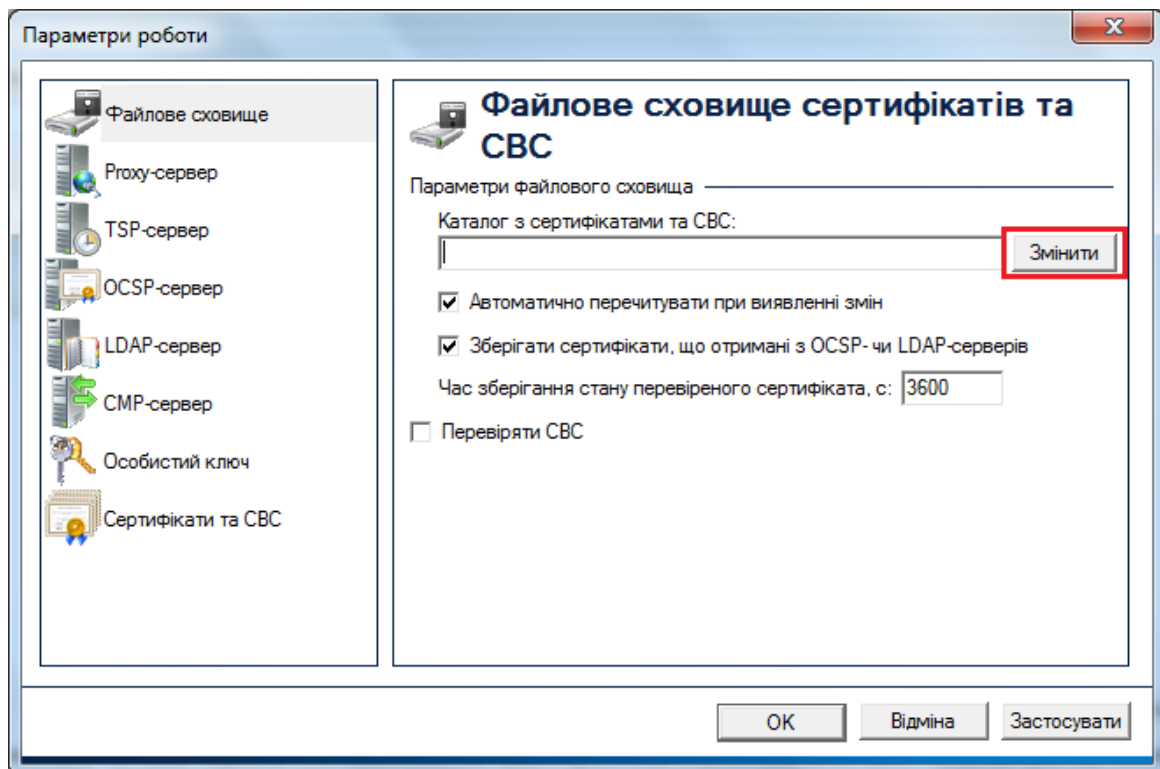 Параметри роботи
Файлове сховище
Proxy-сервер
TSP-сервер
OCSP-сервер
LDAP-сервер
CMP-сервер
Особистий ключ
Сертифікати та СВС
Файлове сховище сертифікатів та
СВС
Параметри файлового сховища
Каталог з сертифікатами та СВС:
Змінити
Автоматично перечитувати при виявленні змін
Зберігати сертифікати, що отримані з OCSP- чи LDAP-серверів
Час зберігання стану перевіреного сертифіката, с: 3600
Перевіряти СВС
OK Відміна Застосувати